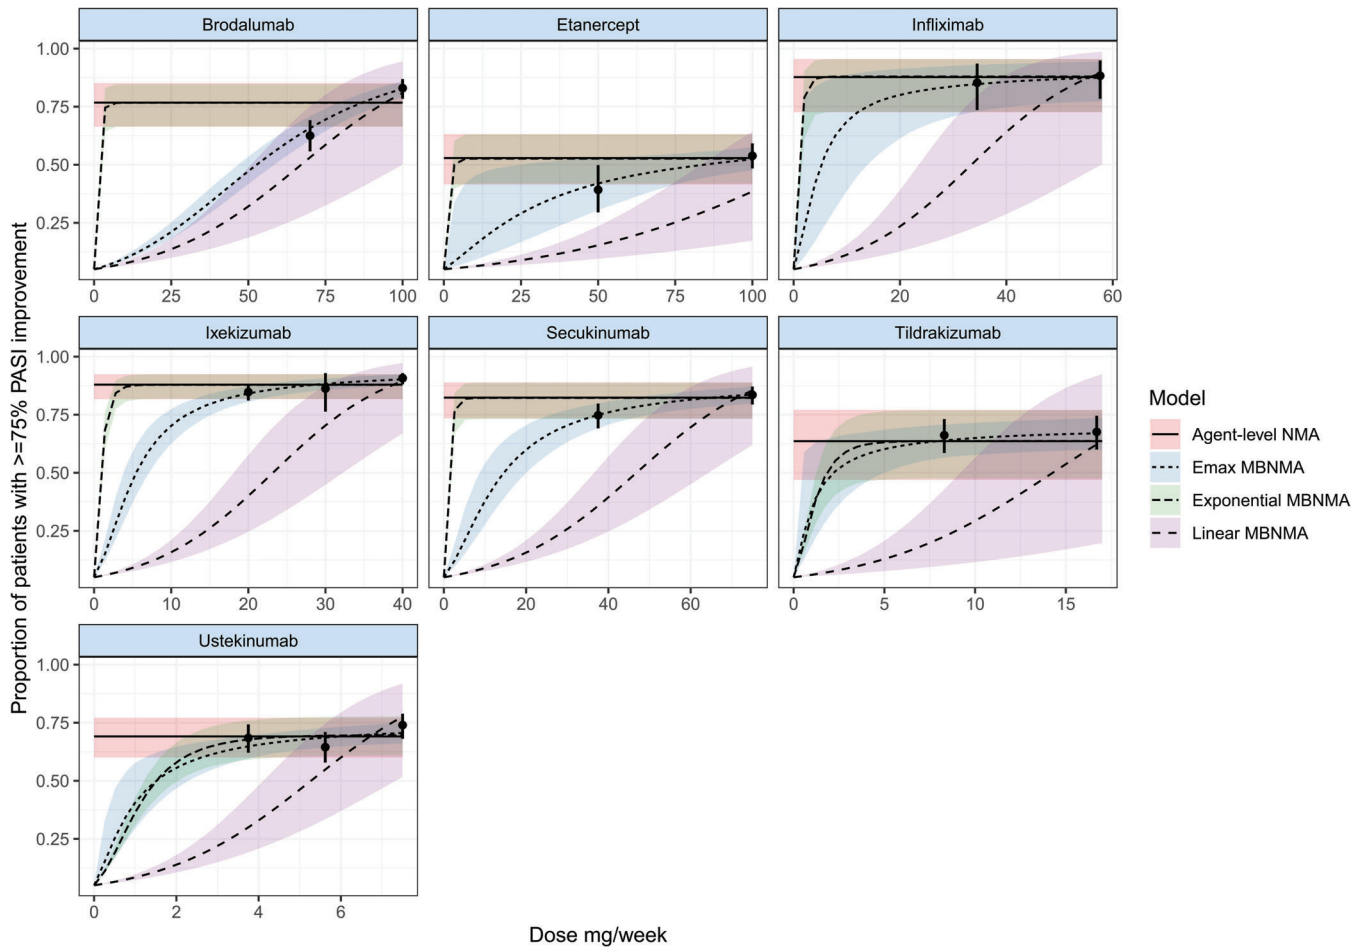 Brodalumab
Etanercept
Infliximab
1.00
0.75
0.50
0.25
0 25 50 75 100
0 25 50 75 100
0 20 40 60
Ixekizumab
Secukinumab
Tildrakizumab
1.00
0.75
0.50
0.25
0 10 20 30 40
0 20 40 60
0 5 10 15
Ustekinumab
1.00
0.75
0.50
0.25
0 2 4 6
Proportion of patients with >=75% PASI improvement
Dose mg/week
Model
Agent-level NMA
Emax MBNMA
Exponential MBNMA
Linear MBNMA